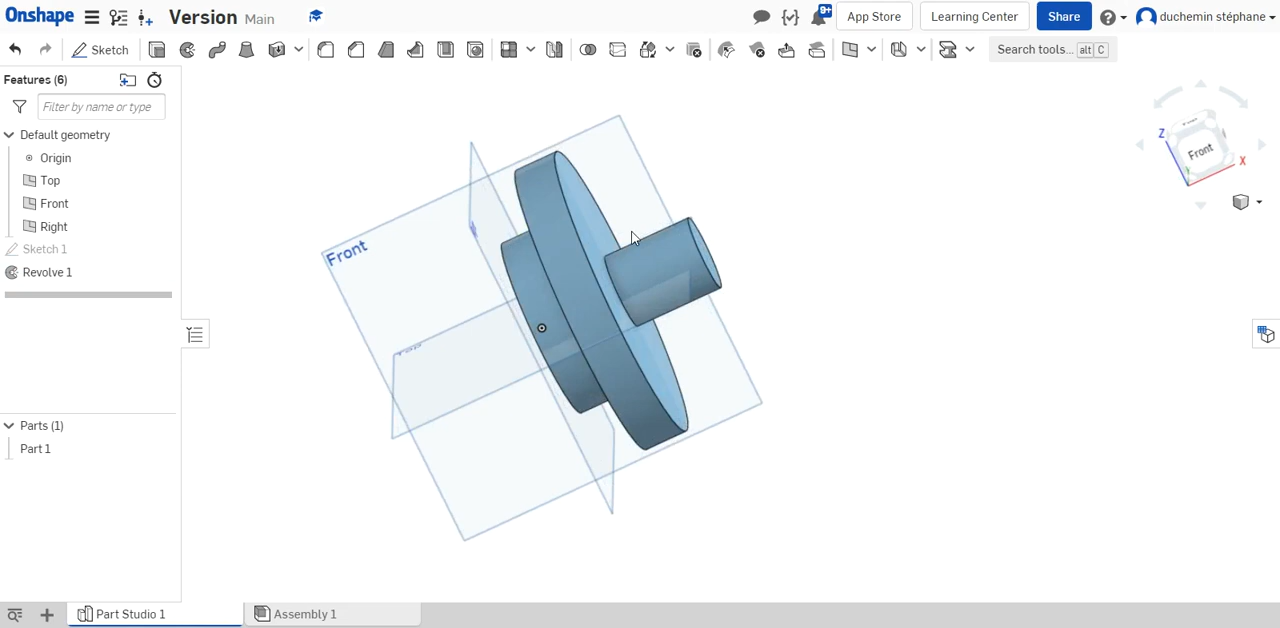 Onshape Version Main 9+ App Store Learning Center Share duchemin stéphane
Sketch Search tools... alt C
Features (6)
Filter by name or type
Default geometry
Origin
Top
Front
Right
Sketch 1
Revolve 1
Parts (1)
Part 1
Front
Z
Front
X
Part Studio 1 Assembly 1